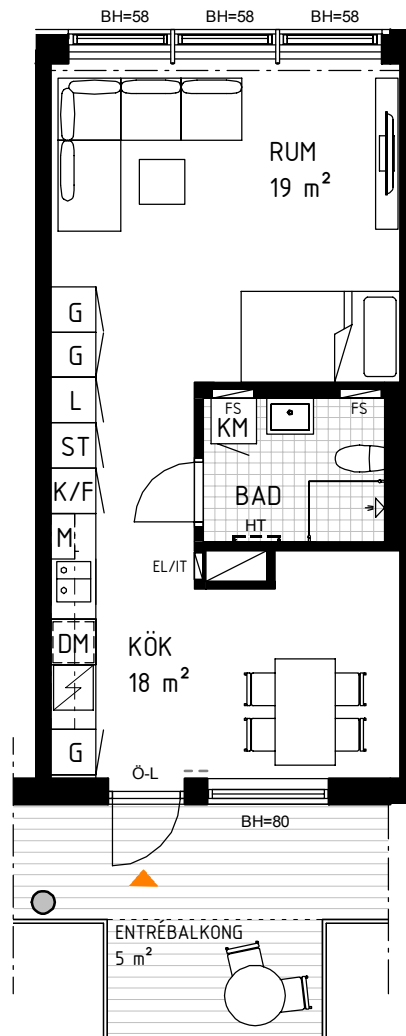 BH=58 BH=58 BH=58
RUM
19 m²
G
G
L
ST
K/F
M
DM
G
FS FS
KM
BAD
HT
EL/IT
KÖK
18 m²
Ö-L
BH=80
ENTRÉBALKONG
5 m²